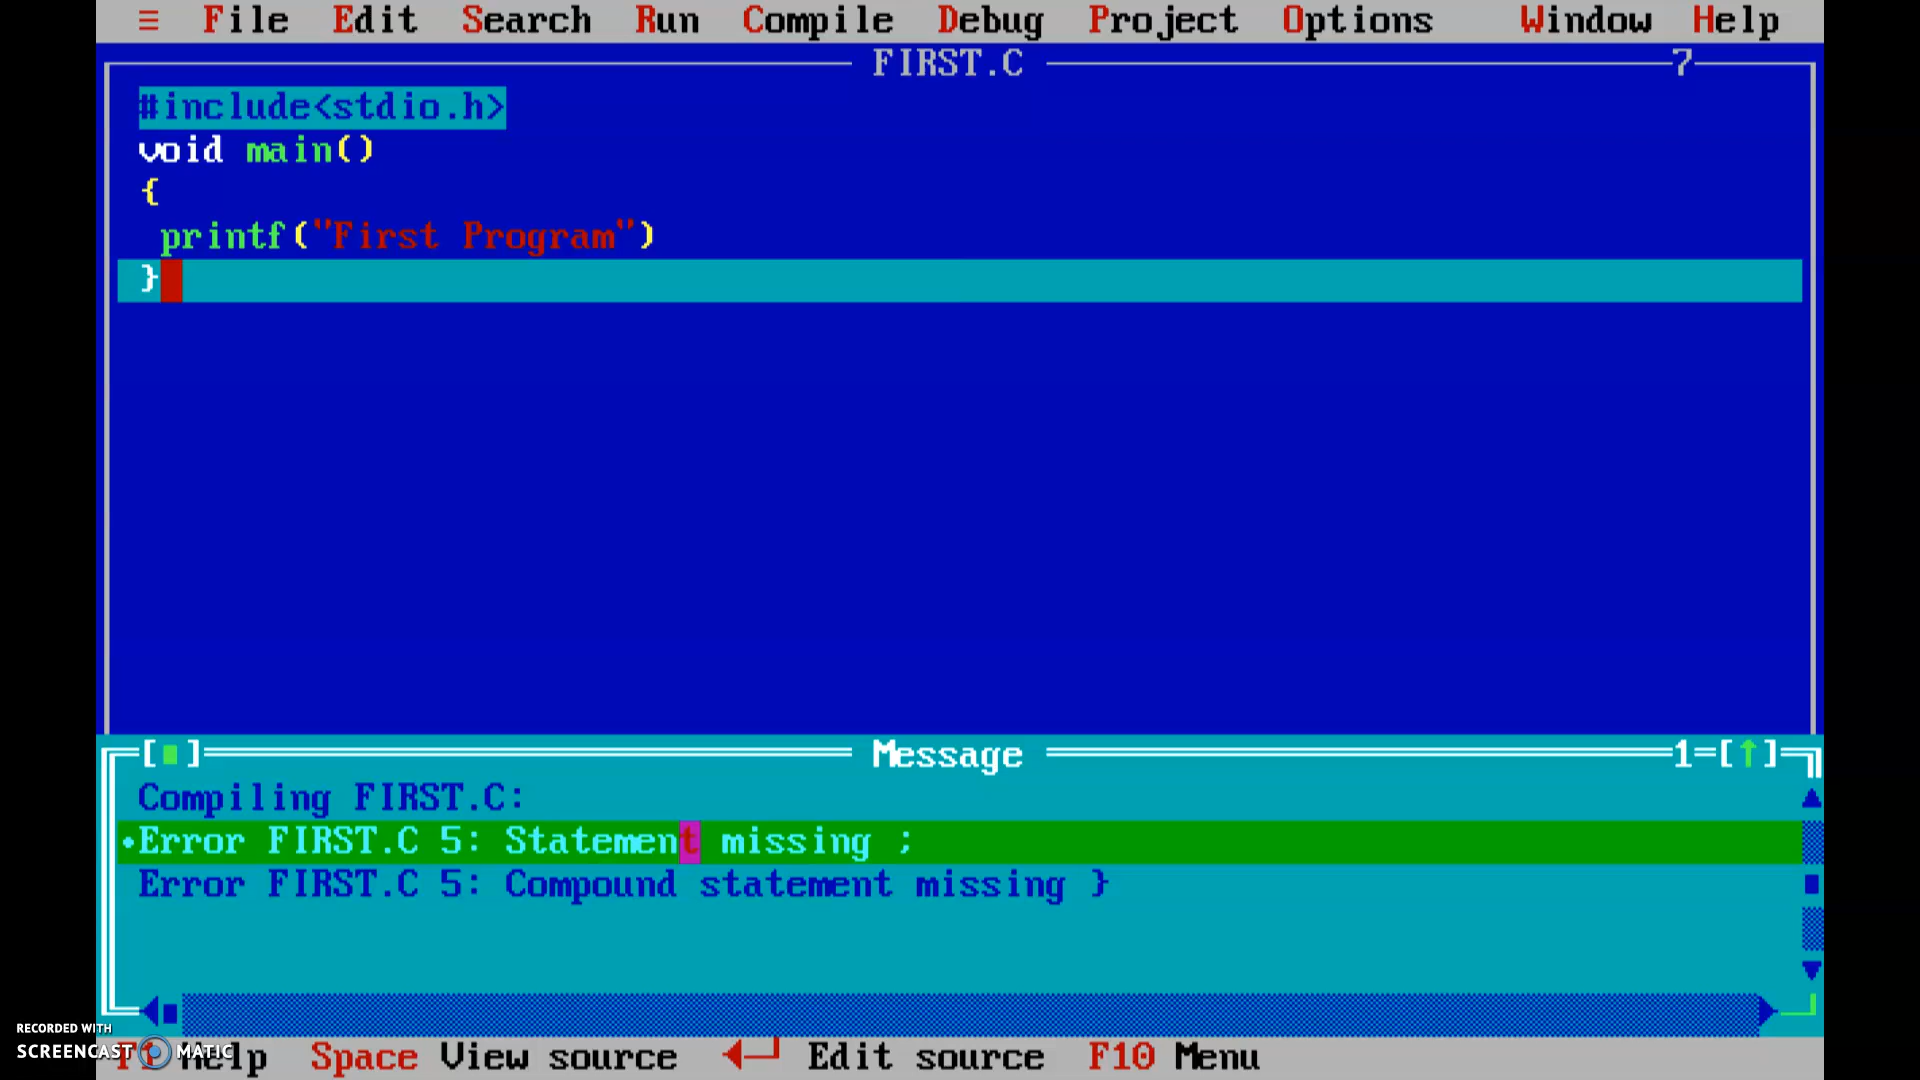 ≡ File Edit Search Run Compile Debug Project Options Window Help
FIRST.C 7
#include<stdio.h>
void main()
{
printf("First Program")
}
[■] Message 1=[↑]
Compiling FIRST.C:
•Error FIRST.C 5: Statement missing ;
Error FIRST.C 5: Compound statement missing }
RECORDED WITH
SCREENCAST MATIC
F1 Help Space View source ◄─┘ Edit source F10 Menu